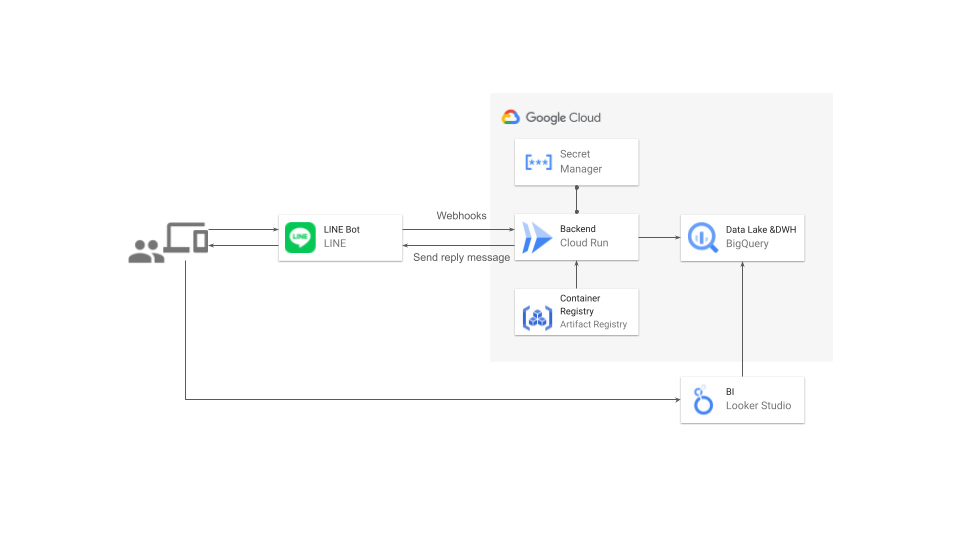 Google Cloud
Secret
Manager
Webhooks
LINE
LINE Bot
LINE
Backend
Cloud Run
Data Lake &DWH
BigQuery
Send reply message
Container
Registry
Artifact Registry
BI
Looker Studio